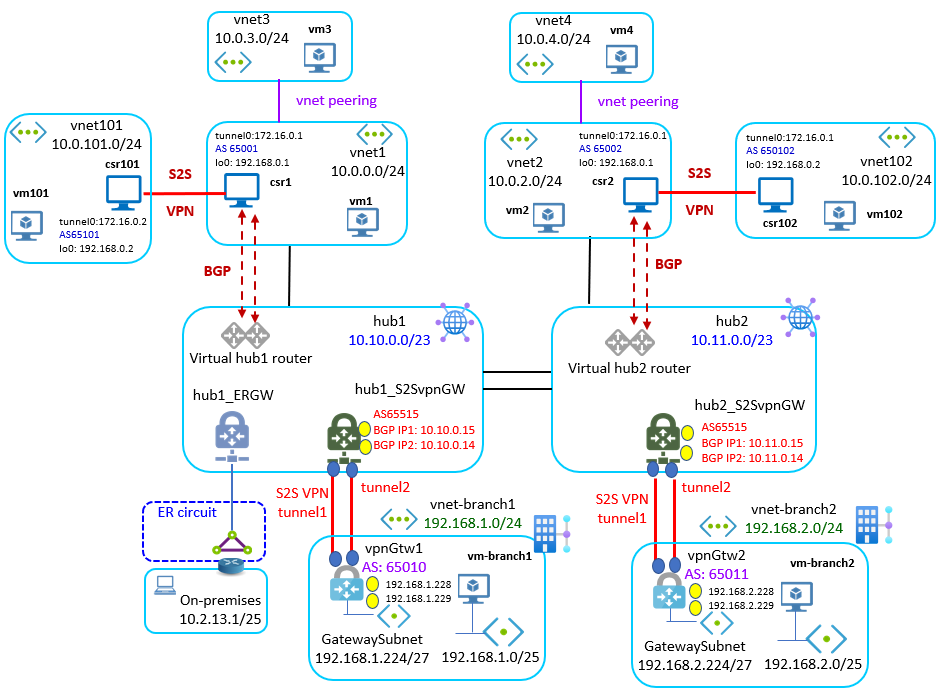 vnet3
10.0.3.0/24
vm3
vnet4
10.0.4.0/24
vm4
vnet peering
vnet peering
vnet101
10.0.101.0/24
csr101
vm101
tunnel0:172.16.0.2
AS65101
lo0: 192.168.0.2
S2S
VPN
tunnel0:172.16.0.1
AS 65001
lo0: 192.168.0.1
csr1
vnet1
10.0.0.0/24
vm1
vnet2
10.0.2.0/24
vm2
tunnel0:172.16.0.1
AS 65002
lo0: 192.168.0.1
csr2
S2S
VPN
tunnel0:172.16.0.1
AS 650102
lo0: 192.168.0.1
csr102
vnet102
10.0.102.0/24
vm102
BGP
BGP
hub1
10.10.0.0/23
Virtual hub1 router
hub1_ERGW
hub1_S2SvpnGW
AS65515
BGP IP1: 10.10.0.15
BGP IP2: 10.10.0.14
hub2
10.11.0.0/23
Virtual hub2 router
hub2_S2SvpnGW
AS65515
BGP IP1: 10.11.0.15
BGP IP2: 10.11.0.14
S2S VPN
tunnel1
tunnel2
S2S VPN
tunnel1
tunnel2
ER circuit
On-premises
10.2.13.1/25
vnet-branch1
192.168.1.0/24
vpnGtw1
AS: 65010
192.168.1.228
192.168.1.229
vm-branch1
GatewaySubnet
192.168.1.224/27
192.168.1.0/25
vnet-branch2
192.168.2.0/24
vpnGtw2
AS: 65011
192.168.2.228
192.168.2.229
vm-branch2
GatewaySubnet
192.168.2.224/27
192.168.2.0/25